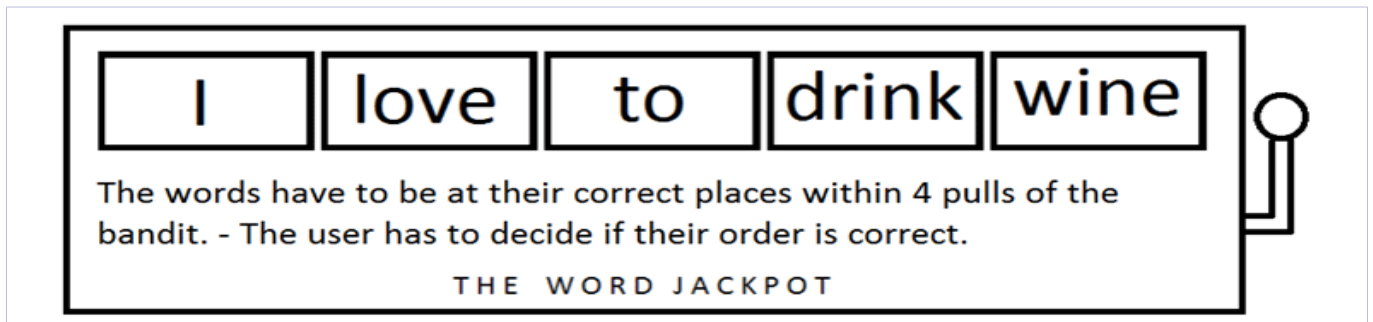 I love to drink wine
The words have to be at their correct places within 4 pulls of the
bandit. - The user has to decide if their order is correct.
THE WORD JACKPOT